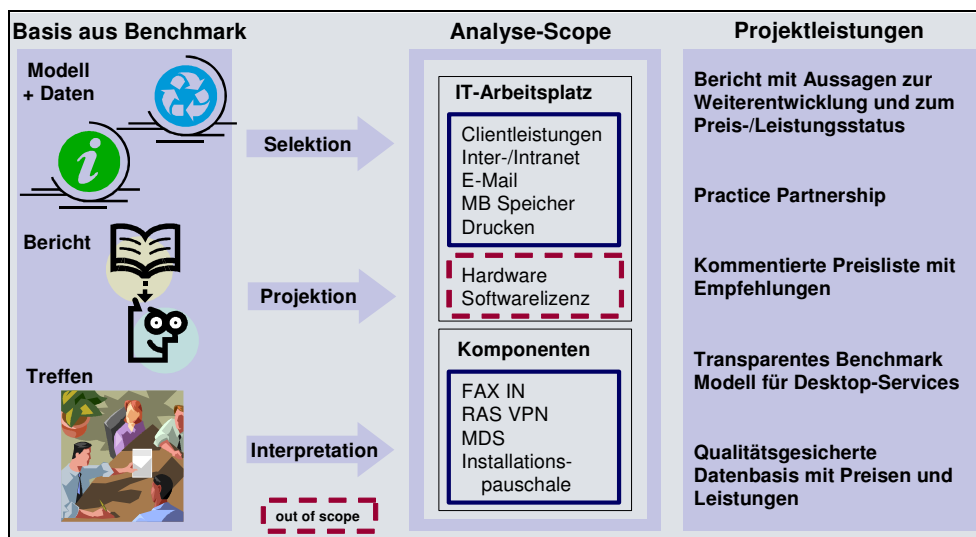 Basis aus Benchmark
Modell
+ Daten
Bericht
Treffen
Selektion
Projektion
Interpretation
out of scope
Analyse-Scope
IT-Arbeitsplatz
Clientleistungen
Inter-/Intranet
E-Mail
MB Speicher
Drucken
Hardware
Softwarelizenz
Komponenten
FAX IN
RAS VPN
MDS
Installations-
pauschale
Projektleistungen
Bericht mit Aussagen zur
Weiterentwicklung und zum
Preis-/Leistungsstatus
Practice Partnership
Kommentierte Preisliste mit
Empfehlungen
Transparentes Benchmark
Modell für Desktop-Services
Qualitätsgesicherte
Datenbasis mit Preisen und
Leistungen